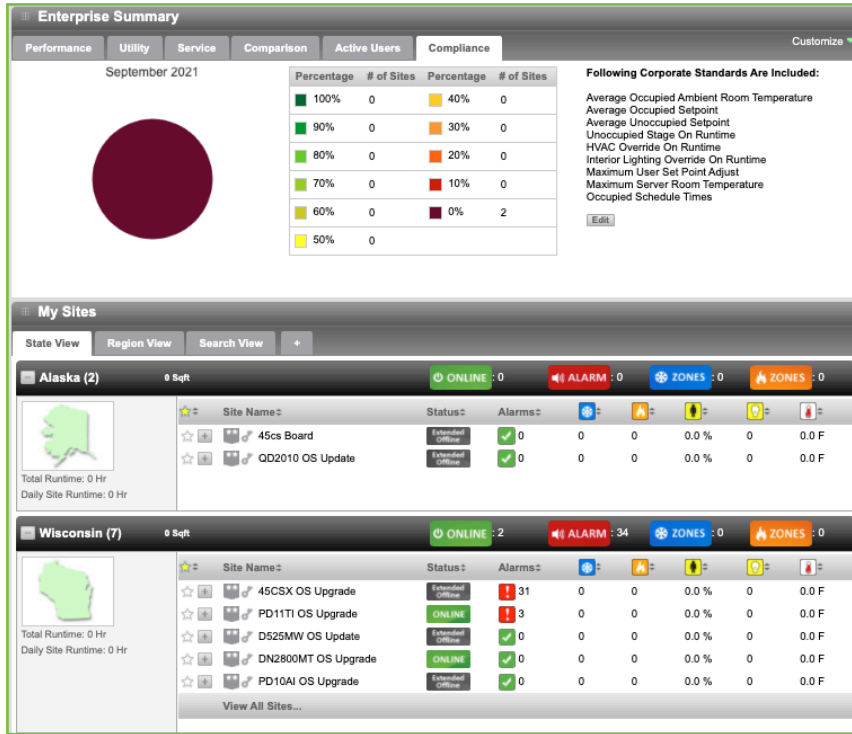 Enterprise Summary
Performance Utility Service Comparison Active Users Compliance Customize
September 2021
Percentage # of Sites Percentage # of Sites
100% 0 40% 0
90% 0 30% 0
80% 0 20% 0
70% 0 10% 0
60% 0 0% 2
50% 0
Following Corporate Standards Are Included:
Average Occupied Ambient Room Temperature
Average Occupied Setpoint
Average Unoccupied Setpoint
Unoccupied Stage On Runtime
HVAC Override On Runtime
Interior Lighting Override On Runtime
Maximum User Set Point Adjust
Maximum Server Room Temperature
Occupied Schedule Times
Edit
My Sites
State View Region View Search View +
Alaska (2) 0 Sqft ONLINE : 0 ALARM : 0 ZONES : 0 ZONES : 0
Site Name Status Alarms
45cs Board Extended Offline 0 0 0 0.0 % 0 0.0 F
QD2010 OS Update Extended Offline 0 0 0 0.0 % 0 0.0 F
Total Runtime: 0 Hr
Daily Site Runtime: 0 Hr
Wisconsin (7) 0 Sqft ONLINE : 2 ALARM : 34 ZONES : 0 ZONES : 0
Site Name Status Alarms
45CSX OS Upgrade Extended Offline 31 0 0 0.0 % 0 0.0 F
PD11TI OS Upgrade ONLINE 3 0 0 0.0 % 0 0.0 F
D525MW OS Update Extended Offline 0 0 0 0.0 % 0 0.0 F
DN2800MT OS Upgrade ONLINE 0 0 0 0.0 % 0 0.0 F
PD10AI OS Upgrade Extended Offline 0 0 0 0.0 % 0 0.0 F
Total Runtime: 0 Hr
Daily Site Runtime: 0 Hr
View All Sites...